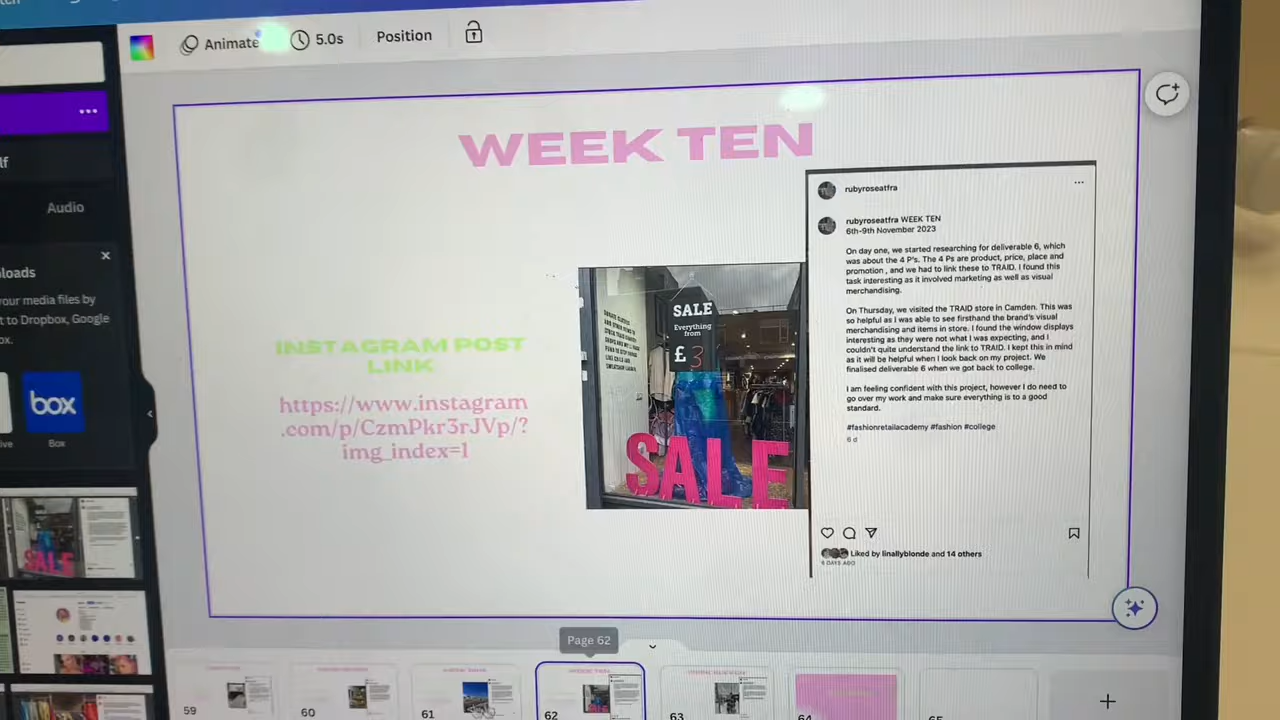 Animate
5.0s
Position
Audio
loads
your media files by
t to Dropbox, Google
ox.
box
Box
WEEK TEN
INSTAGRAM POST
LINK
https://www.instagram
.com/p/CzmPkr3rJVp/?
img_index=1
SALE
Everything
from
£3
SALE
rubyroseatfra
rubyroseatfra WEEK TEN
6th-9th November 2023
On day one, we started researching for deliverable 6, which
was about the 4 P's. The 4 Ps are product, price, place and
promotion , and we had to link these to TRAID. I found this
task interesting as it involved marketing as well as visual
merchandising.
On Thursday, we visited the TRAID store in Camden. This was
so helpful as I was able to see firsthand the brand's visual
merchandising and items in store. I found the window displays
interesting as they were not what I was expecting, and I
couldn't quite understand the link to TRAID. I kept this in mind
as it will be helpful when I look back on my project. We
finalised deliverable 6 when we got back to college.
I am feeling confident with this project, however I do need to
go over my work and make sure everything is to a good
standard.
#fashionretailacademy #fashion #college
6 d
Liked by linallyblonde and 14 others
6 DAYS AGO
Page 62
SALE
59
60
61
62
63
64
65